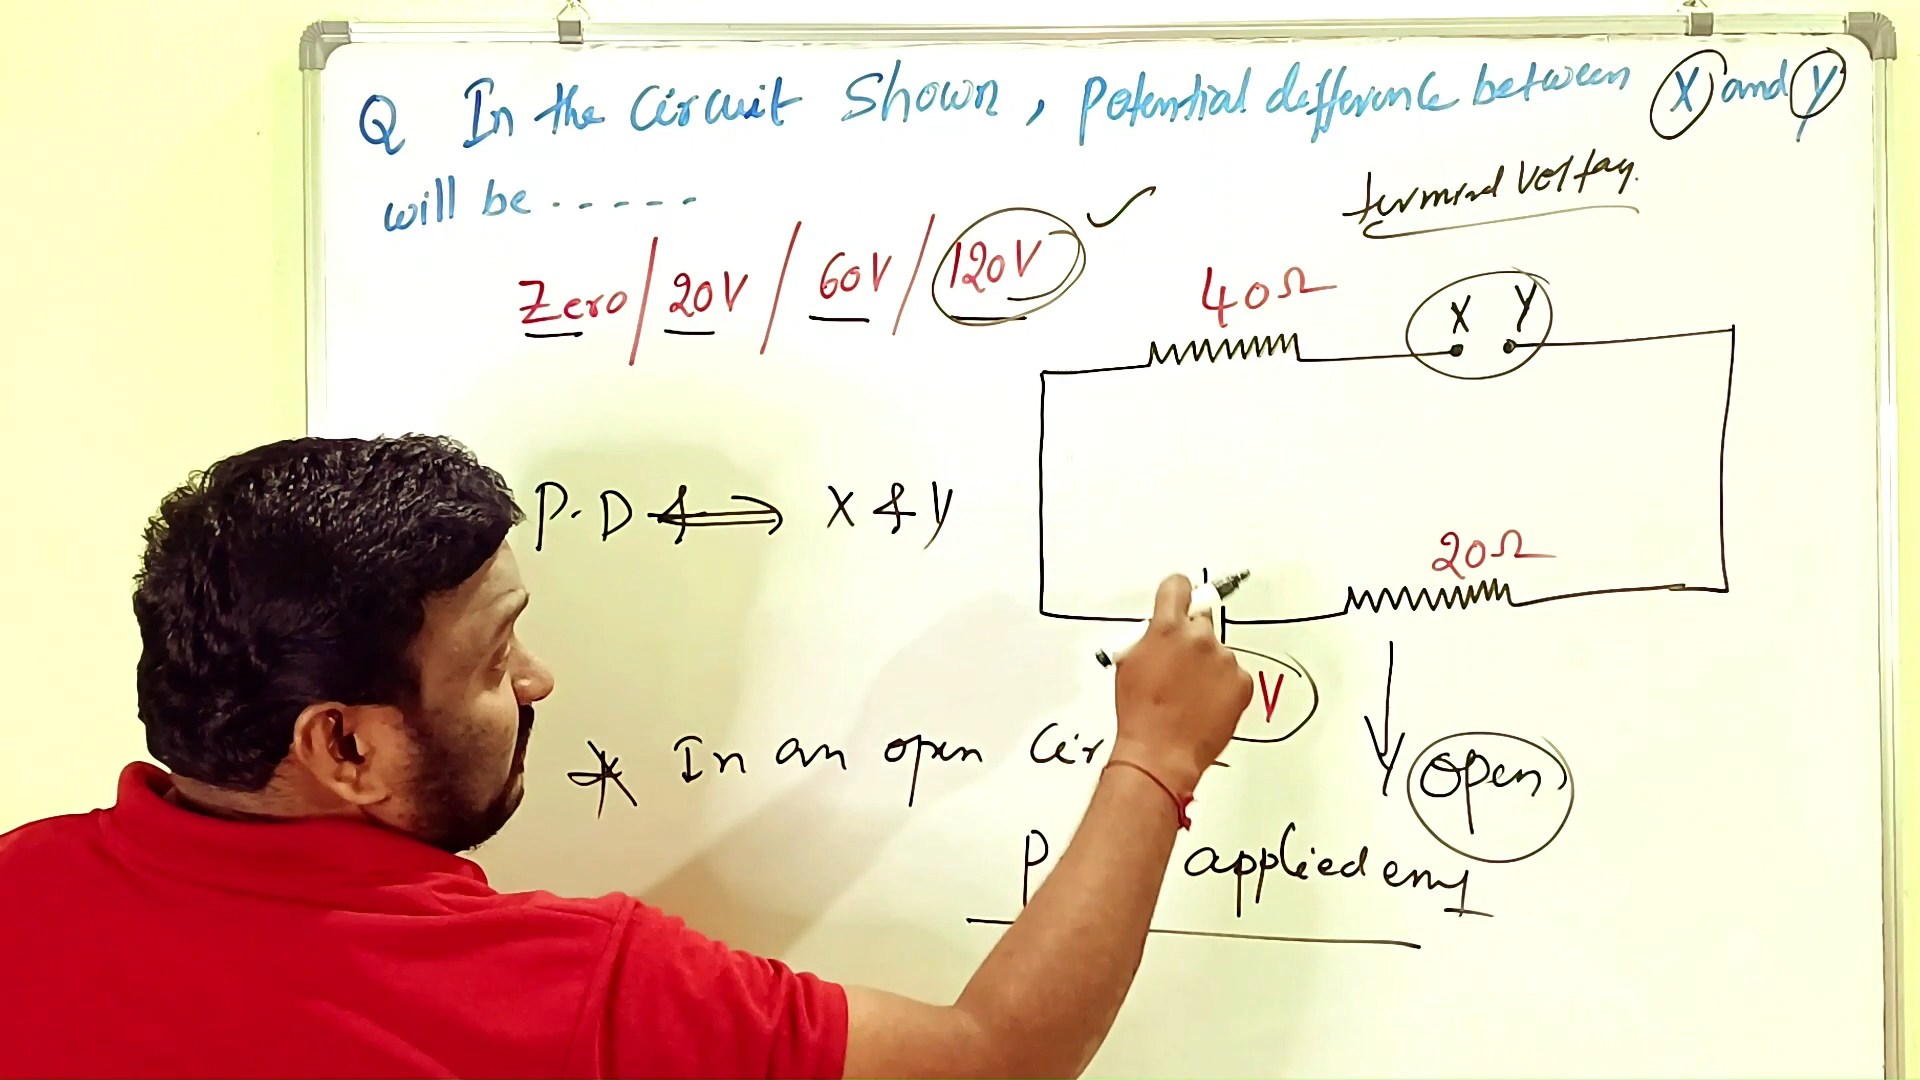 Q In the Circuit Shown, Potential difference between X and Y
will be -----
terminal Voltag.
Zero / 20V / 60V / 120V
40Ω
X Y
P.D X & Y
20Ω
V
* In an open Cir
open
P applied emf